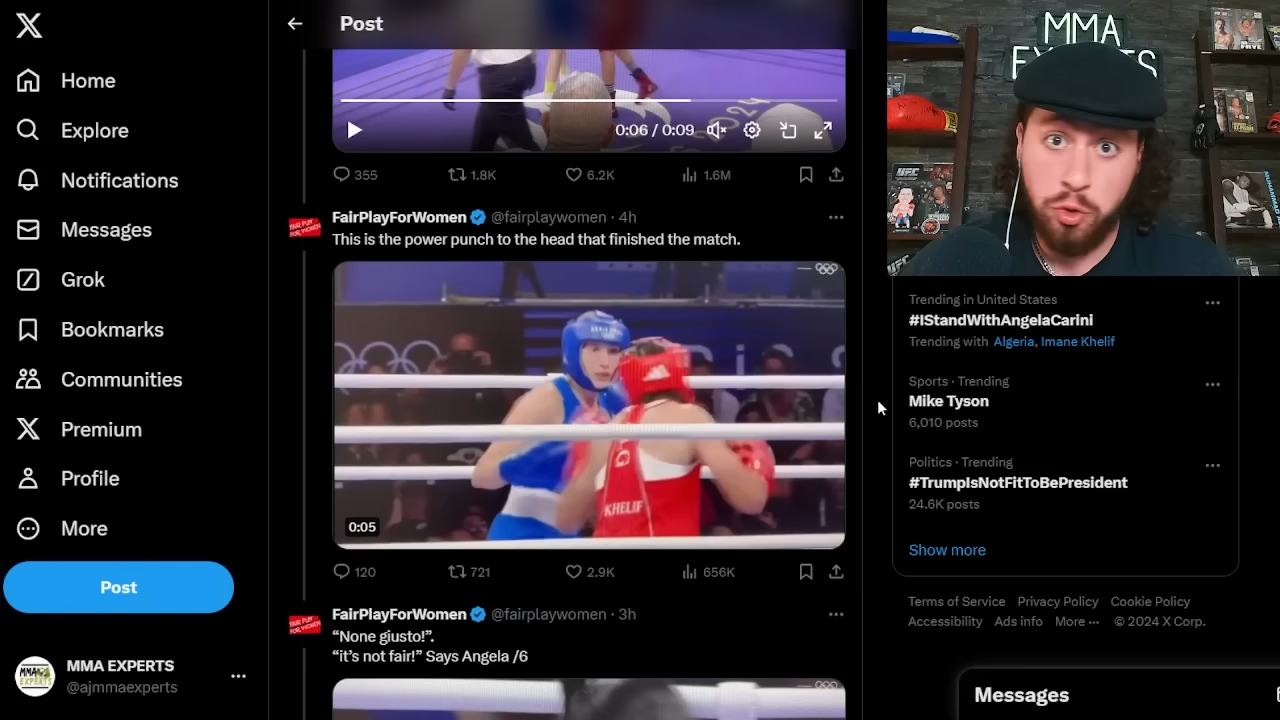 Home
Explore
Notifications
Messages
Grok
Bookmarks
Communities
Premium
Profile
More
Post
MMA EXPERTS
@ajmmaexperts
Post
0:06 / 0:09
355 1.8K 6.2K 1.6M
FairPlayForWomen @fairplaywomen · 4h
This is the power punch to the head that finished the match.
KHELIF
0:05
120 721 2.9K 656K
FairPlayForWomen @fairplaywomen · 3h
“None giusto!”.
“it’s not fair!” Says Angela /6
MMA
UFC
Trending in United States
#IStandWithAngelaCarini
Trending with Algeria, Imane Khelif
Sports · Trending
Mike Tyson
6,010 posts
Politics · Trending
#TrumpIsNotFitToBePresident
24.6K posts
Show more
Terms of Service Privacy Policy Cookie Policy
Accessibility Ads info More ··· © 2024 X Corp.
Messages